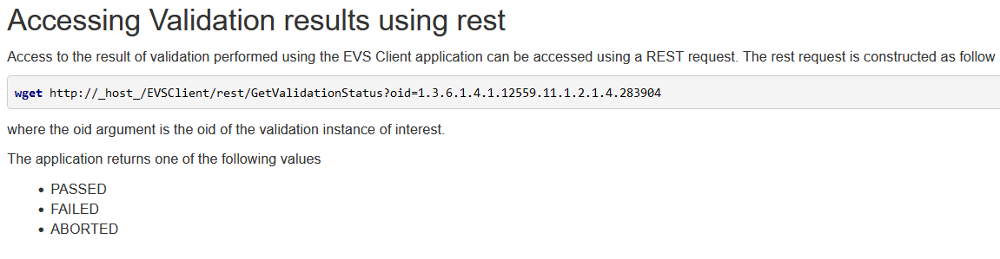 Accessing Validation results using rest
Access to the result of validation performed using the EVS Client application can be accessed using a REST request. The rest request is constructed as follow
wget http://_host_/EVSClient/rest/GetValidationStatus?oid=1.3.6.1.4.1.12559.11.1.2.1.4.283904
where the oid argument is the oid of the validation instance of interest.
The application returns one of the following values
• PASSED
• FAILED
• ABORTED